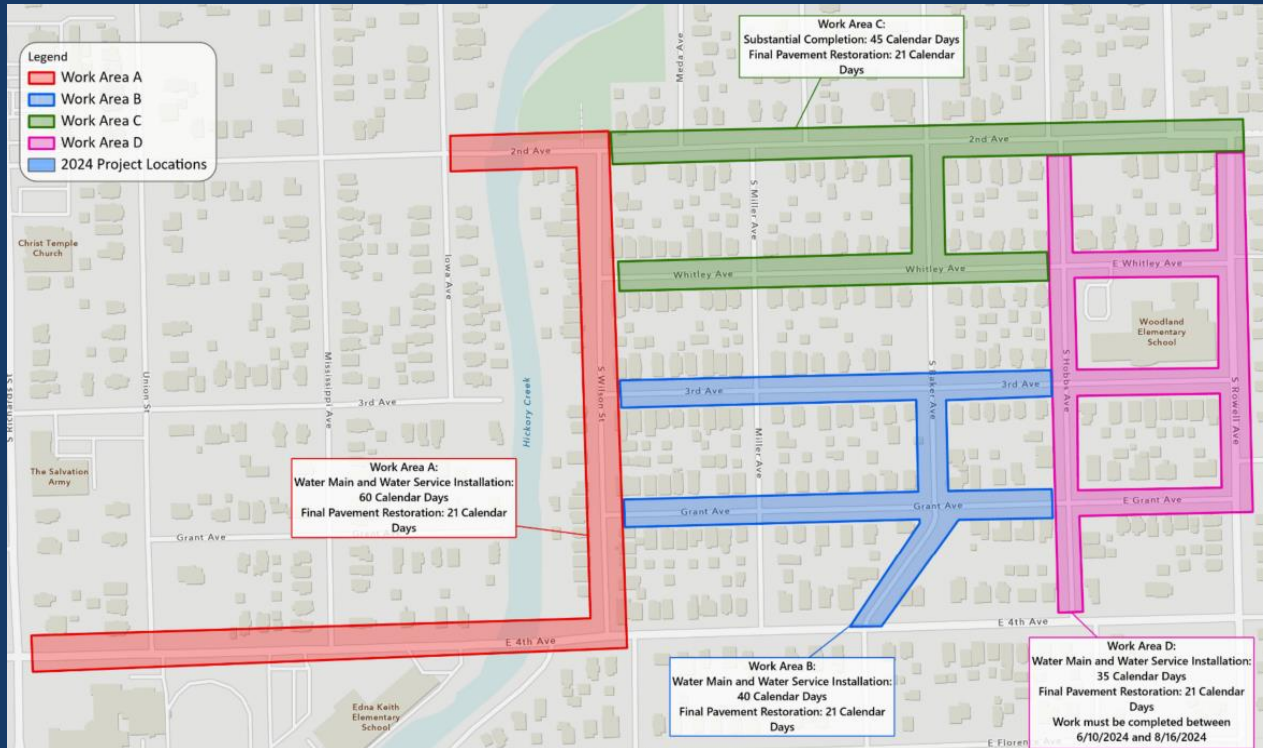 Legend
Work Area A
Work Area B
Work Area C
Work Area D
2024 Project Locations
Work Area C:
Substantial Completion: 45 Calendar Days
Final Pavement Restoration: 21 Calendar
Days
Meda Ave
2nd Ave
2nd Ave
Christ Temple
Church
Iowa Ave
S Miller Ave
Whitley Ave
Whitley Ave
E Whitley Ave
Woodland
Elementary
School
S Richards St
Union St
Mississippi Ave
3rd Ave
Hickory Creek
S Wilson St
3rd Ave
3rd Ave
S Baker Ave
S Hobbs Ave
S Rowell Ave
Miller Ave
The Salvation
Army
Work Area A:
Water Main and Water Service Installation:
60 Calendar Days
Final Pavement Restoration: 21 Calendar
Days
Grant Ave
Grant Ave
Grant Ave
E Grant Ave
E 4th Ave
E 4th Ave
Edna Keith
Elementary
School
Work Area B:
Water Main and Water Service Installation:
40 Calendar Days
Final Pavement Restoration: 21 Calendar
Days
Work Area D:
Water Main and Water Service Installation:
35 Calendar Days
Final Pavement Restoration: 21 Calendar
Days
Work must be completed between
6/10/2024 and 8/16/2024